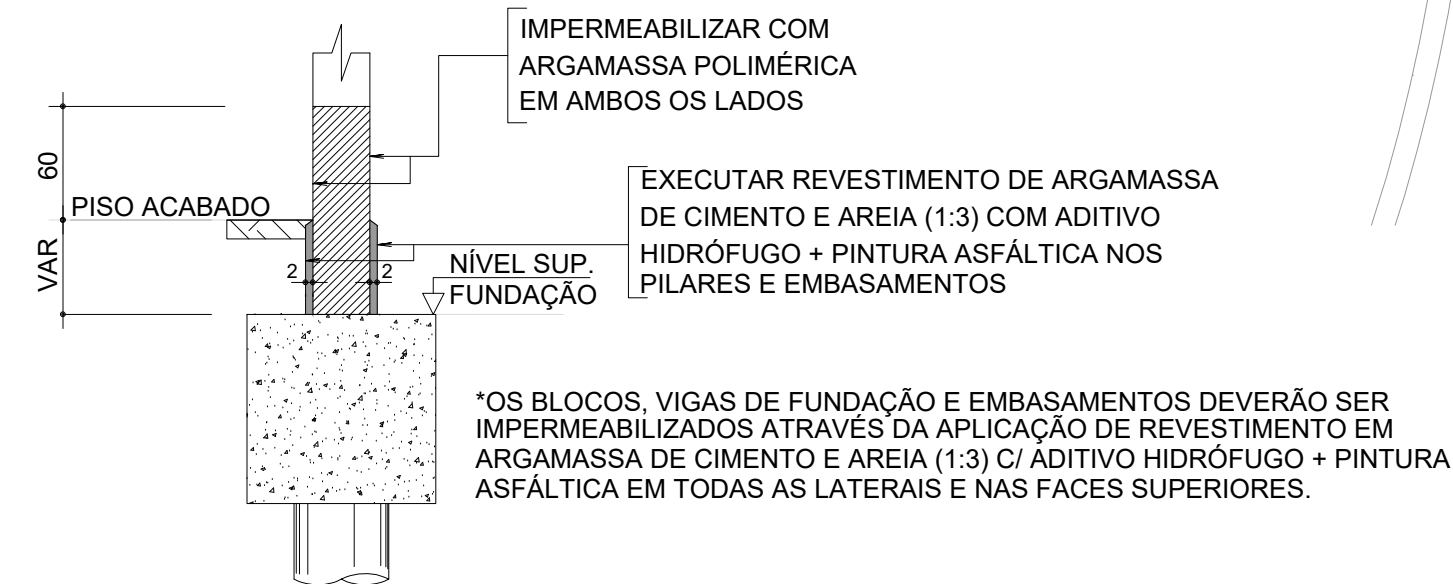 IMPERMEABILIZAR COM
ARGAMASSA POLIMÉRICA
EM AMBOS OS LADOS
60
PISO ACABADO
VAR
2
2
NÍVEL SUP.
FUNDAÇÃO
EXECUTAR REVESTIMENTO DE ARGAMASSA
DE CIMENTO E AREIA (1:3) COM ADITIVO
HIDRÓFUGO + PINTURA ASFÁLTICA NOS
PILARES E EMBASAMENTOS
*OS BLOCOS, VIGAS DE FUNDAÇÃO E EMBASAMENTOS DEVERÃO SER
IMPERMEABILIZADOS ATRAVÉS DA APLICAÇÃO DE REVESTIMENTO EM
ARGAMASSA DE CIMENTO E AREIA (1:3) C/ ADITIVO HIDRÓFUGO + PINTURA
ASFÁLTICA EM TODAS AS LATERAIS E NAS FACES SUPERIORES.